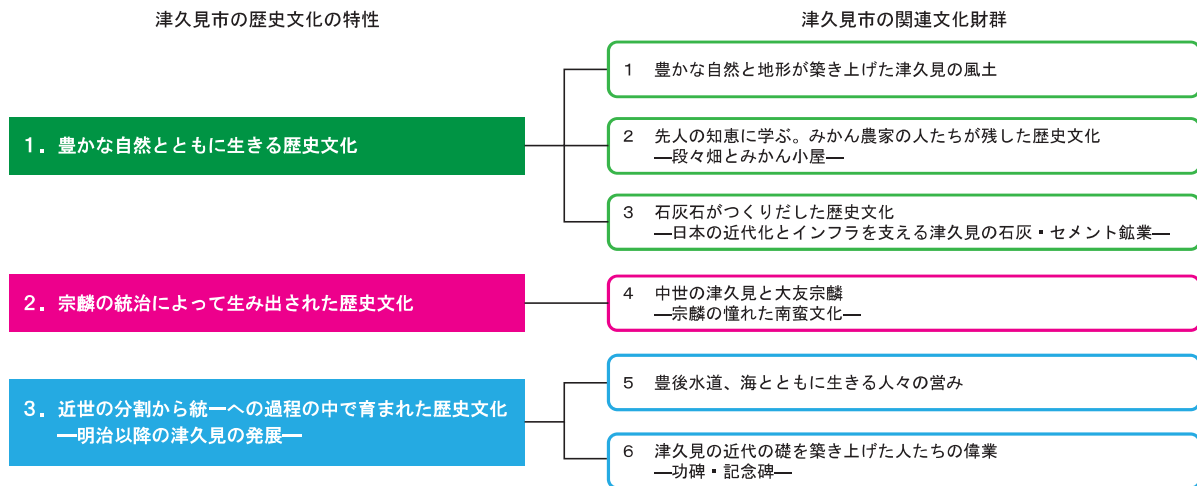 津久見市の歴史文化の特性
津久見市の関連文化財群
1．豊かな自然とともに生きる歴史文化
1 豊かな自然と地形が築き上げた津久見の風土
2 先人の知恵に学ぶ。みかん農家の人たちが残した歴史文化
―段々畑とみかん小屋―
3 石灰石がつくりだした歴史文化
―日本の近代化とインフラを支える津久見の石灰・セメント鉱業―
2．宗麟の統治によって生み出された歴史文化
4 中世の津久見と大友宗麟
―宗麟の憧れた南蛮文化―
3．近世の分割から統一への過程の中で育まれた歴史文化
―明治以降の津久見の発展―
5 豊後水道、海とともに生きる人々の営み
6 津久見の近代の礎を築き上げた人たちの偉業
―功碑・記念碑―